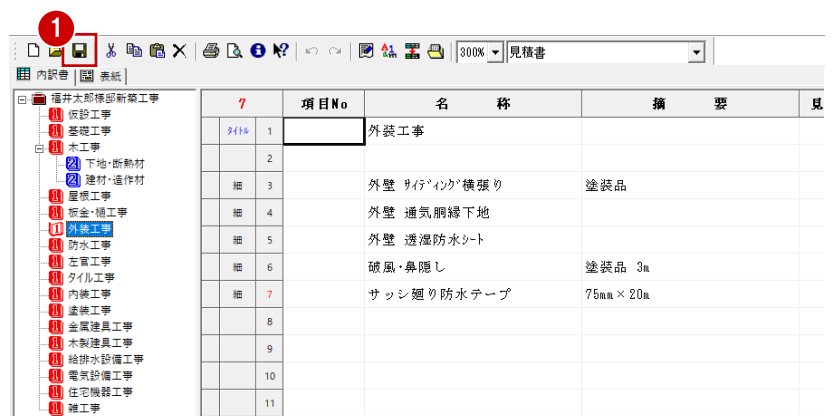 1
300% 見積書
内訳書 表紙
福井太郎様邸新築工事
仮設工事
基礎工事
木工事
下地・断熱材
建材・造作材
屋根工事
板金・樋工事
外装工事
防水工事
左官工事
タイル工事
内装工事
塗装工事
金属建具工事
木製建具工事
給排水設備工事
電気設備工事
住宅機器工事
雑工事
7 項目No 名 称 摘 要 見
タイトル 1 外装工事
2
細 3 外壁 サイディング横張り 塗装品
細 4 外壁 通気胴縁下地
細 5 外壁 透湿防水シート
細 6 破風・鼻隠し 塗装品 3m
細 7 サッシ廻り防水テープ 75mm×20m
8
9
10
11